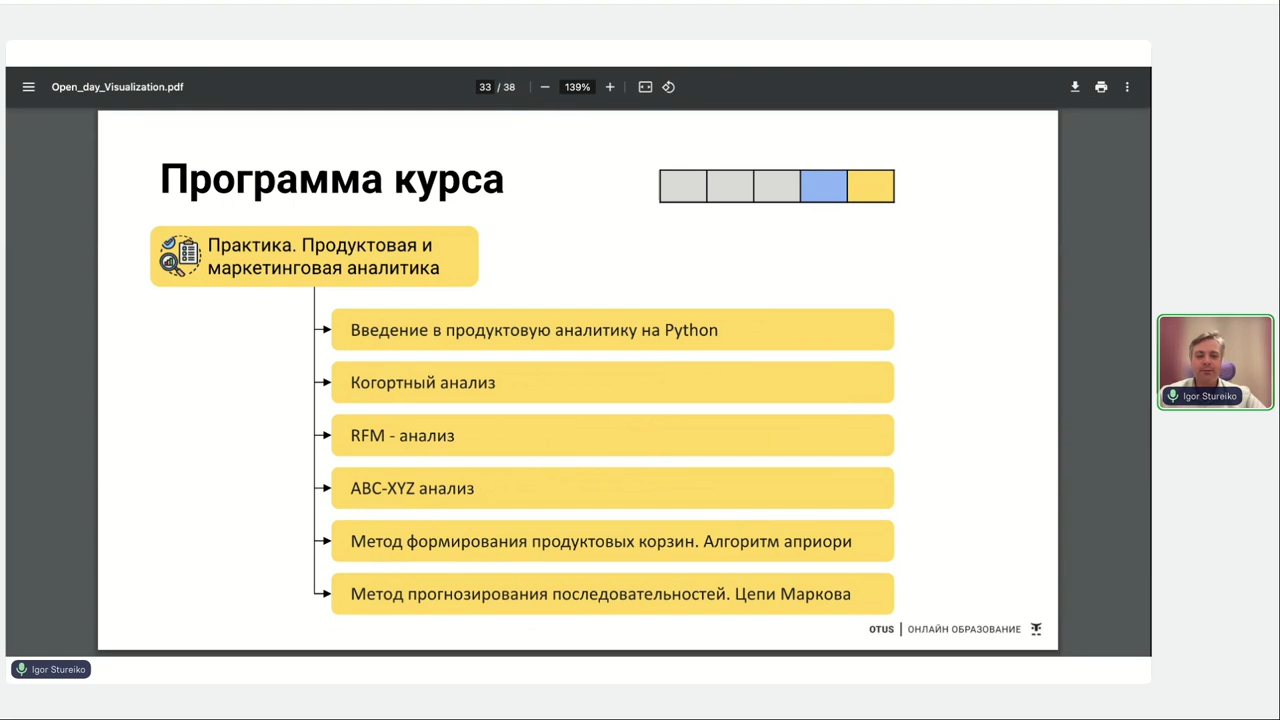 Open_day_Visualization.pdf
33 / 38
139%
Программа курса
Практика. Продуктовая и
маркетинговая аналитика
Введение в продуктовую аналитику на Python
Когортный анализ
RFM - анализ
ABC-XYZ анализ
Метод формирования продуктовых корзин. Алгоритм априори
Метод прогнозирования последовательностей. Цепи Маркова
OTUS | ОНЛАЙН ОБРАЗОВАНИЕ
Igor Stureiko
Igor Stureiko